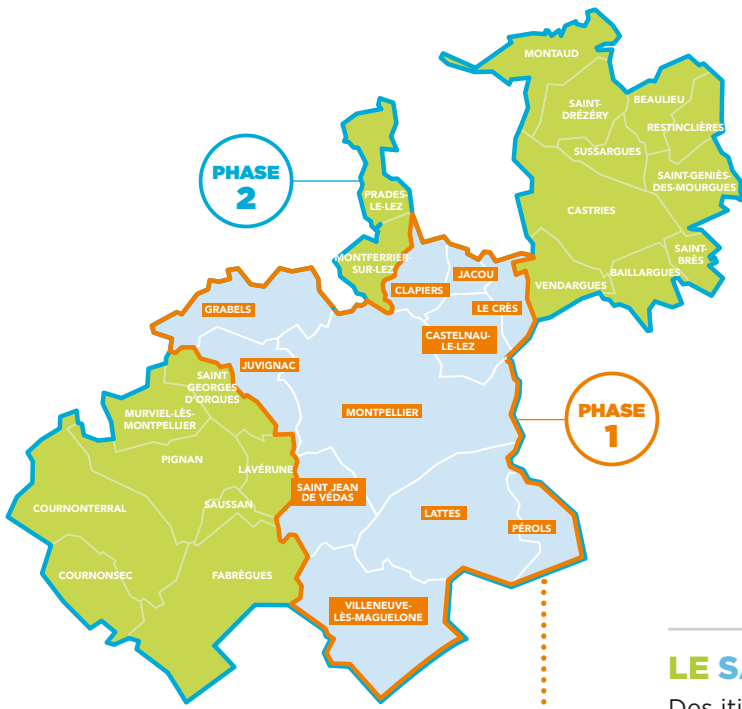 MONTAUD
SAINT-
DRÉZÉRY
BEAULIEU
RESTINCLIÈRES
SUSSARGUES
SAINT-GENIÈS-
DES-MOURGUES
CASTRIES
SAINT-
BRÈS
BAILLARGUES
VENDARGUES
PHASE
2
PRADES-
LE-LEZ
MONTFERRIER-
SUR-LEZ
JACOU
CLAPIERS
LE CRÈS
CASTELNAU-
LE-LEZ
GRABELS
JUVIGNAC
MONTPELLIER
PHASE
1
SAINT
GEORGES
D'ORQUES
MURVIEL-LÈS-
MONTPELLIER
PIGNAN
LAVÉRUNE
SAINT JEAN
DE VÉDAS
COURNONTERRAL
SAUSSAN
LATTES
PÉROLS
COURNONSEC
FABRÈGUES
VILLENEUVE-
LÈS-MAGUELONE
LE SA
Des iti